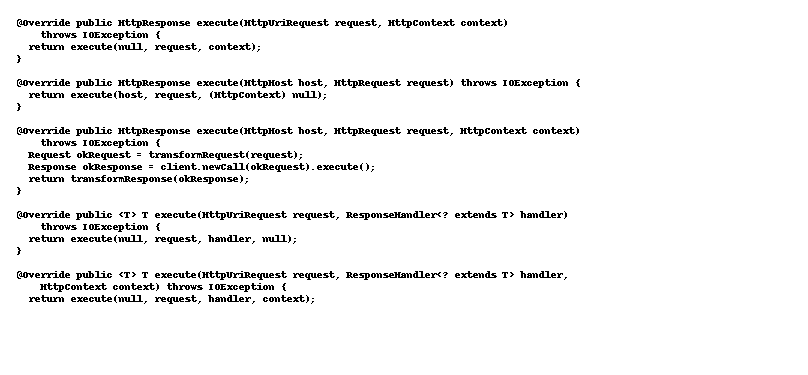 @Override public HttpResponse execute(HttpUriRequest request, HttpContext context)
    throws IOException {
  return execute(null, request, context);
}

@Override public HttpResponse execute(HttpHost host, HttpRequest request) throws IOException {
  return execute(host, request, (HttpContext) null);
}

@Override public HttpResponse execute(HttpHost host, HttpRequest request, HttpContext context)
    throws IOException {
  Request okRequest = transformRequest(request);
  Response okResponse = client.newCall(okRequest).execute();
  return transformResponse(okResponse);
}

@Override public <T> T execute(HttpUriRequest request, ResponseHandler<? extends T> handler)
    throws IOException {
  return execute(null, request, handler, null);
}

@Override public <T> T execute(HttpUriRequest request, ResponseHandler<? extends T> handler,
    HttpContext context) throws IOException {
  return execute(null, request, handler, context);